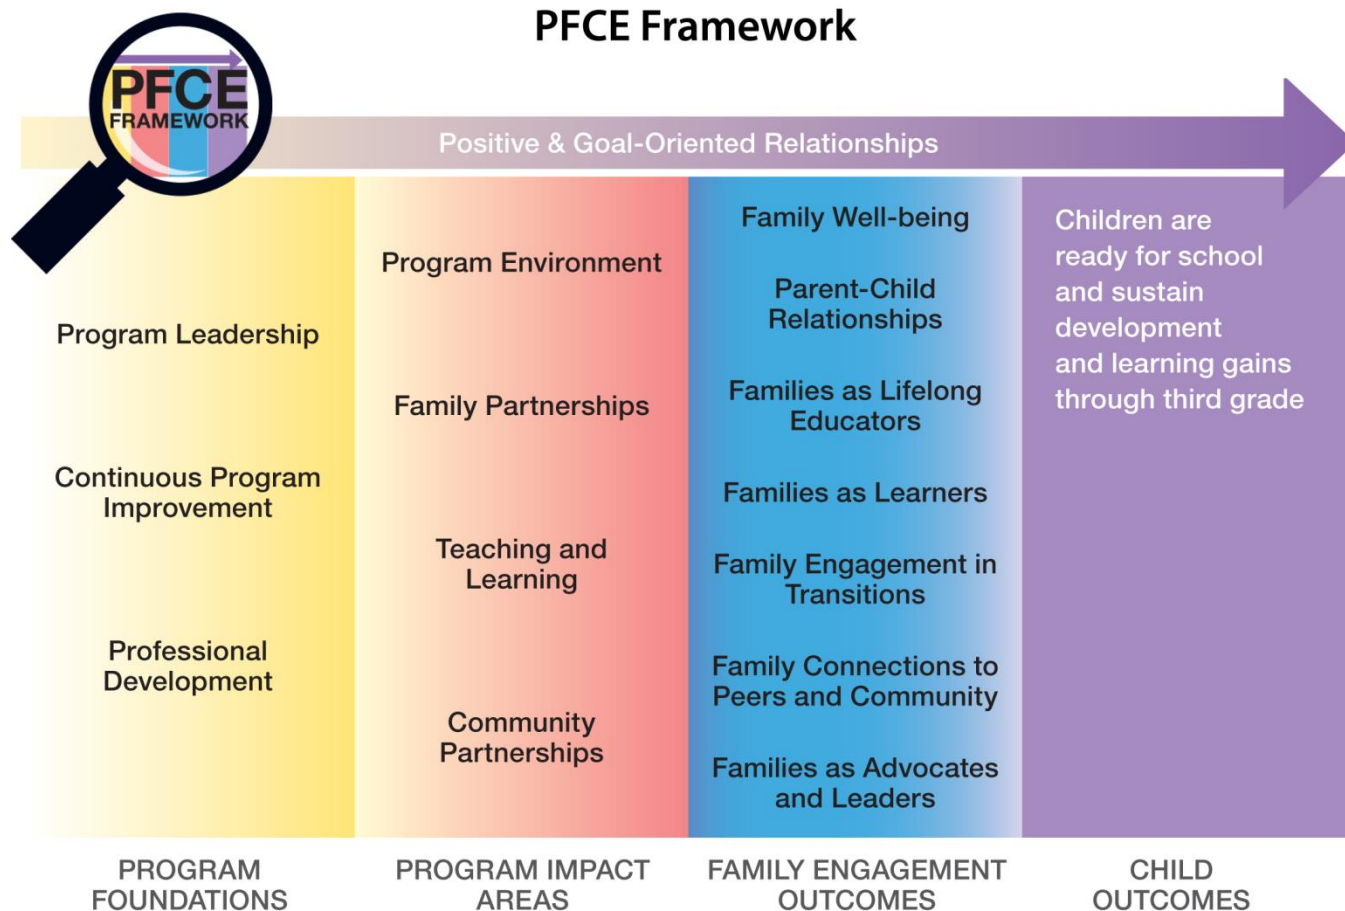 PFCE Framework
PFCE
FRAMEWORK
Positive & Goal-Oriented Relationships
Program Leadership
Continuous Program
Improvement
Professional
Development
PROGRAM
FOUNDATIONS
Program Environment
Family Partnerships
Teaching and
Learning
Community
Partnerships
PROGRAM IMPACT
AREAS
Family Well-being
Parent-Child
Relationships
Families as Lifelong
Educators
Families as Learners
Family Engagement in
Transitions
Family Connections to
Peers and Community
Families as Advocates
and Leaders
FAMILY ENGAGEMENT
OUTCOMES
Children are
ready for school
and sustain
development
and learning gains
through third grade
CHILD
OUTCOMES